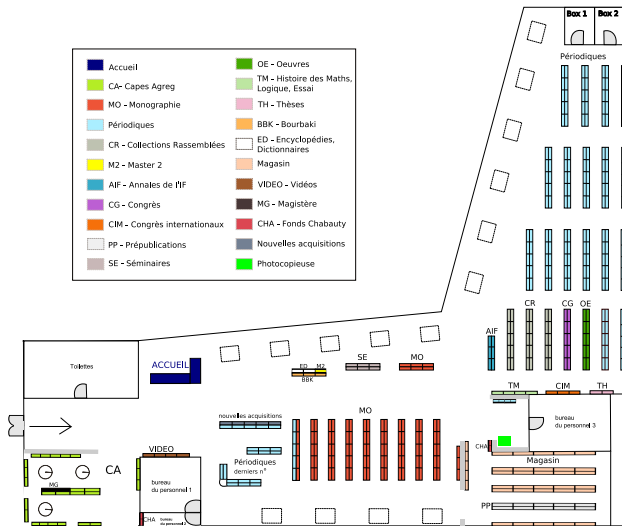 Box 1
Box 2
Périodiques
Accueil
CA- Capes Agreg
MO - Monographie
Périodiques
CR - Collections Rassemblées
M2 - Master 2
AIF - Annales de l'IF
CG - Congrès
CIM - Congrès internationaux
PP - Prépublications
SE - Séminaires
OE - Oeuvres
TM - Histoire des Maths,
Logique, Essai
TH - Thèses
BBK - Bourbaki
ED - Encyclopédies,
Dictionnaires
Magasin
VIDEO - Vidéos
MG - Magistère
CHA - Fonds Chabauty
Nouvelles acquisitions
Photocopieuse
CR
CG
OE
AIF
Toilettes
ACCUEIL
ED
M2
BBK
SE
MO
TM
CIM
TH
nouvelles acquisitions
MO
bureau
du personnel 3
CHA
VIDEO
CA
Périodiques
derniers n°
Magasin
MG
bureau
du personnel 1
PP
CHA
bureau
du personnel 2